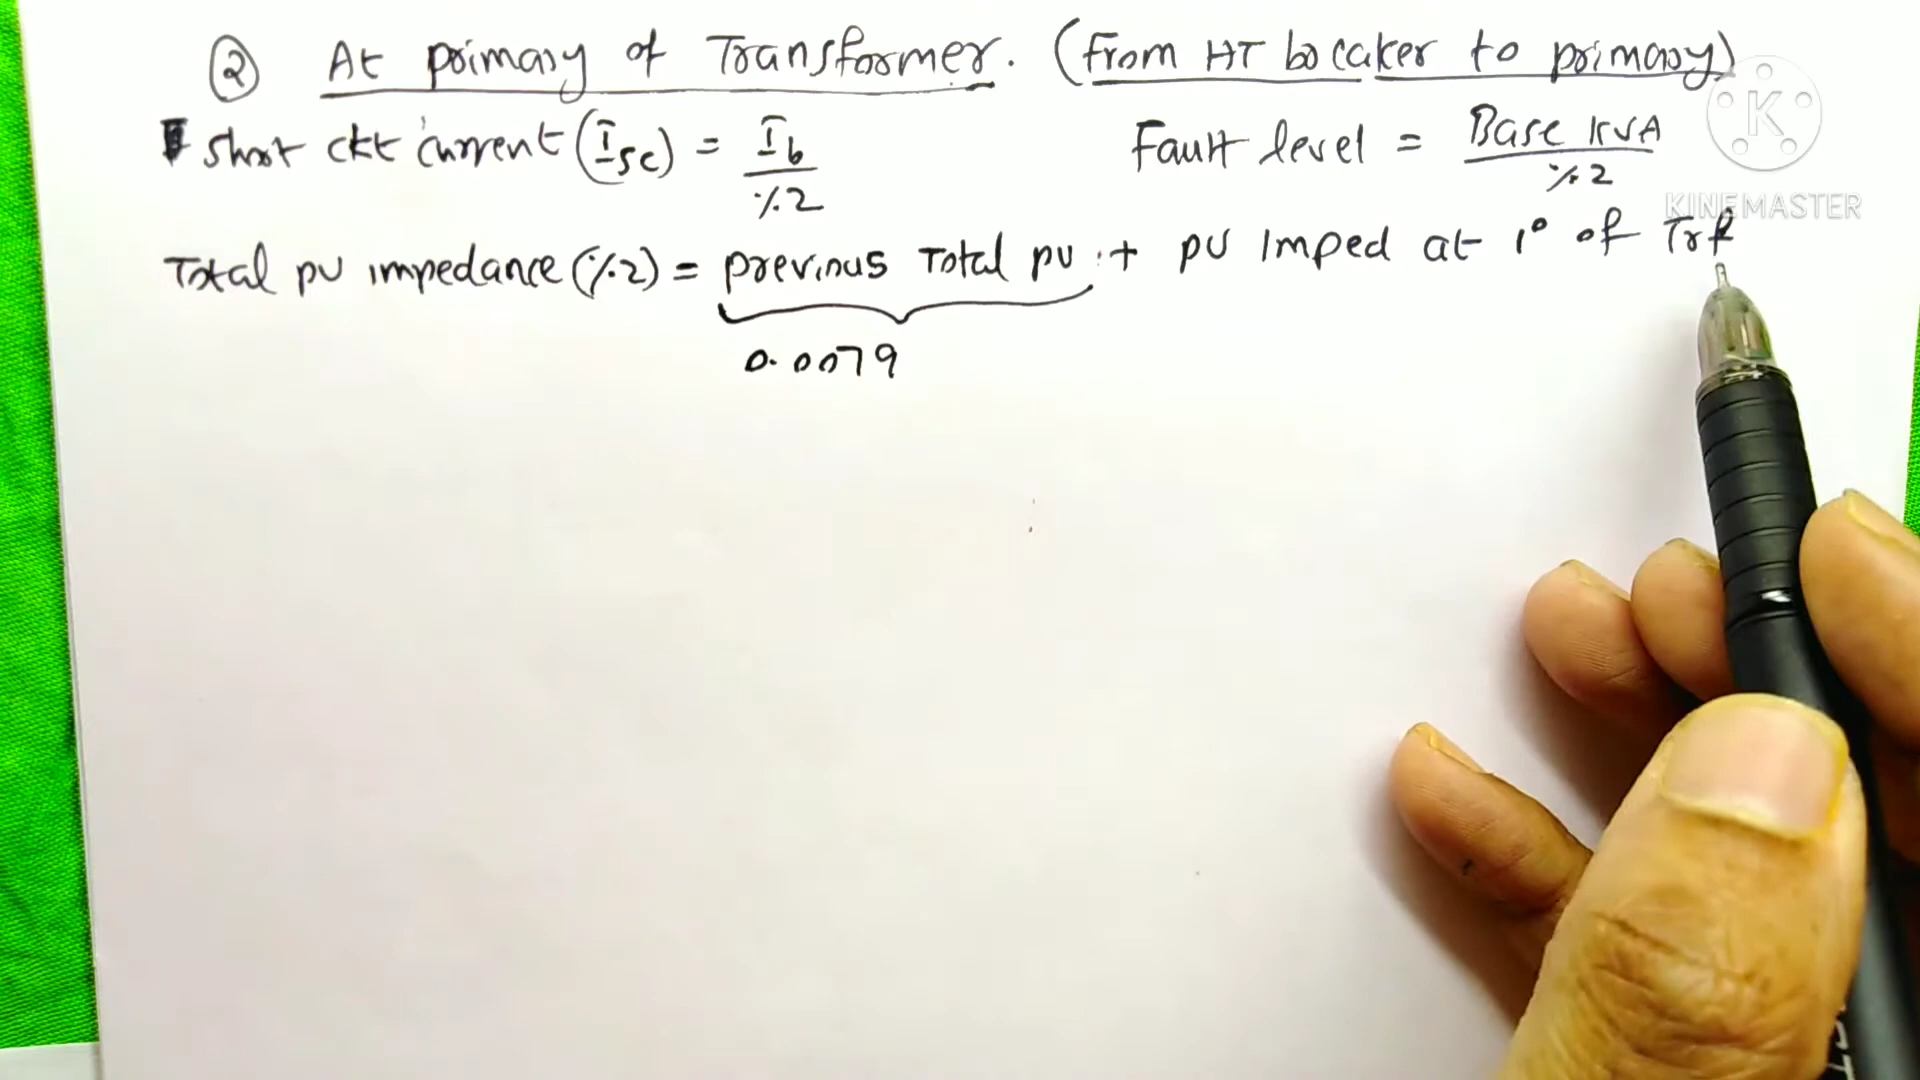 ② At primary of Transformer. (From HT breaker to primary)
Short ckt current (Isc) = Ib / %Z
Fault level = Base KVA / %Z
Total pu impedance (%Z) = previous Total pu + pu Imped at 1° of Trf
0.0079
K
KINEMASTER